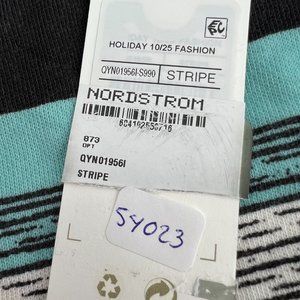 HOLIDAY 10/25 FASHION
QYN01956I-S990 STRIPE
NORDSTROM
873
DPT
QYN01956I
STRIPE
54023